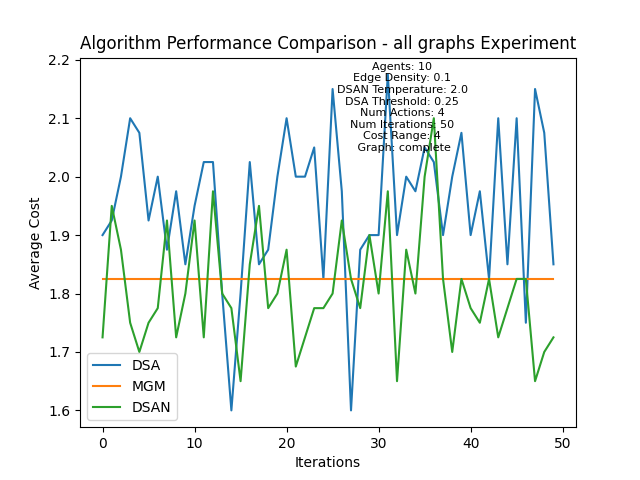 Algorithm Performance Comparison - all graphs Experiment
Agents: 10
Edge Density: 0.1
DSAN Temperature: 2.0
DSA Threshold: 0.25
Num Actions: 4
Num Iterations: 50
Cost Range: 4
Graph: complete
Average Cost
2.2
2.1
2.0
1.9
1.8
1.7
1.6
DSA
MGM
DSAN
0 10 20 30 40 50
Iterations